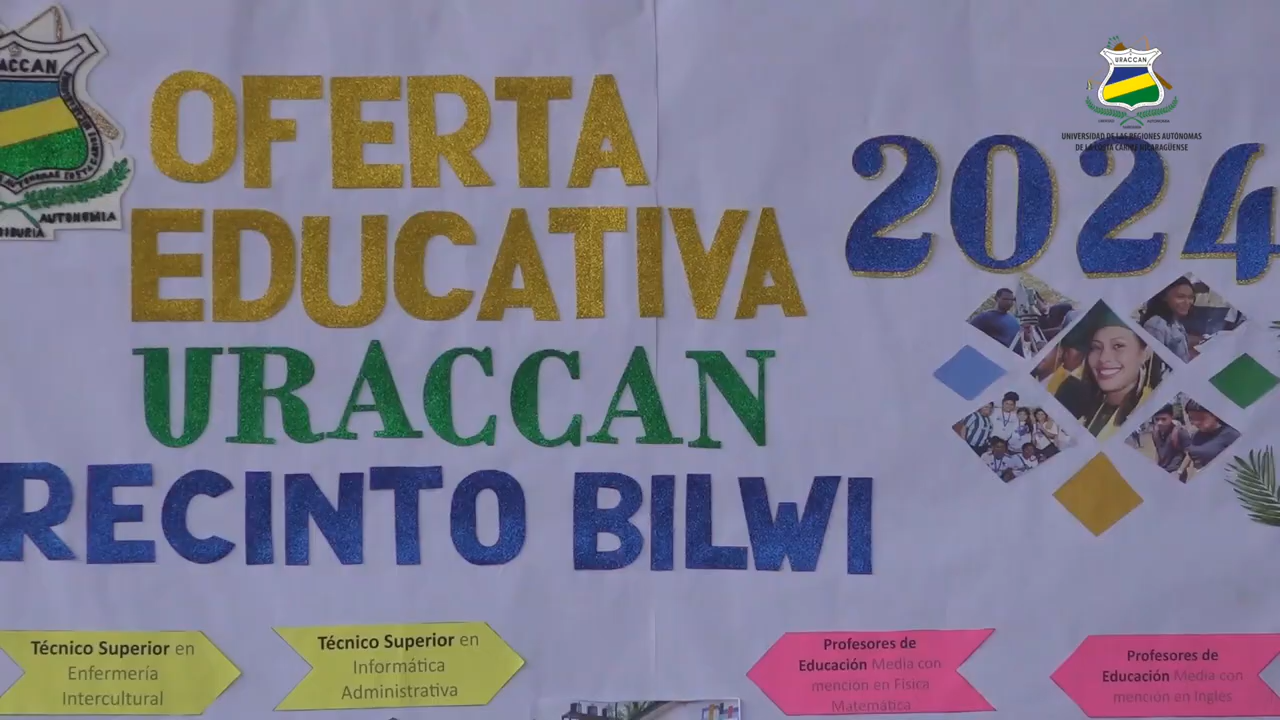 URACCAN
AUTONOMIA
OFERTA
EDUCATIVA
URACCAN
RECINTO BILWI
2024
URACCAN
UNIVERSIDAD DE LAS REGIONES AUTÓNOMAS
DE LA COSTA CARIBE NICARAGÜENSE
Técnico Superior en
Enfermería
Intercultural
Técnico Superior en
Informática
Administrativa
Profesores de
Educación Media con
mención en Física
Matemática
Profesores de
Educación Media con
mención en Ingles